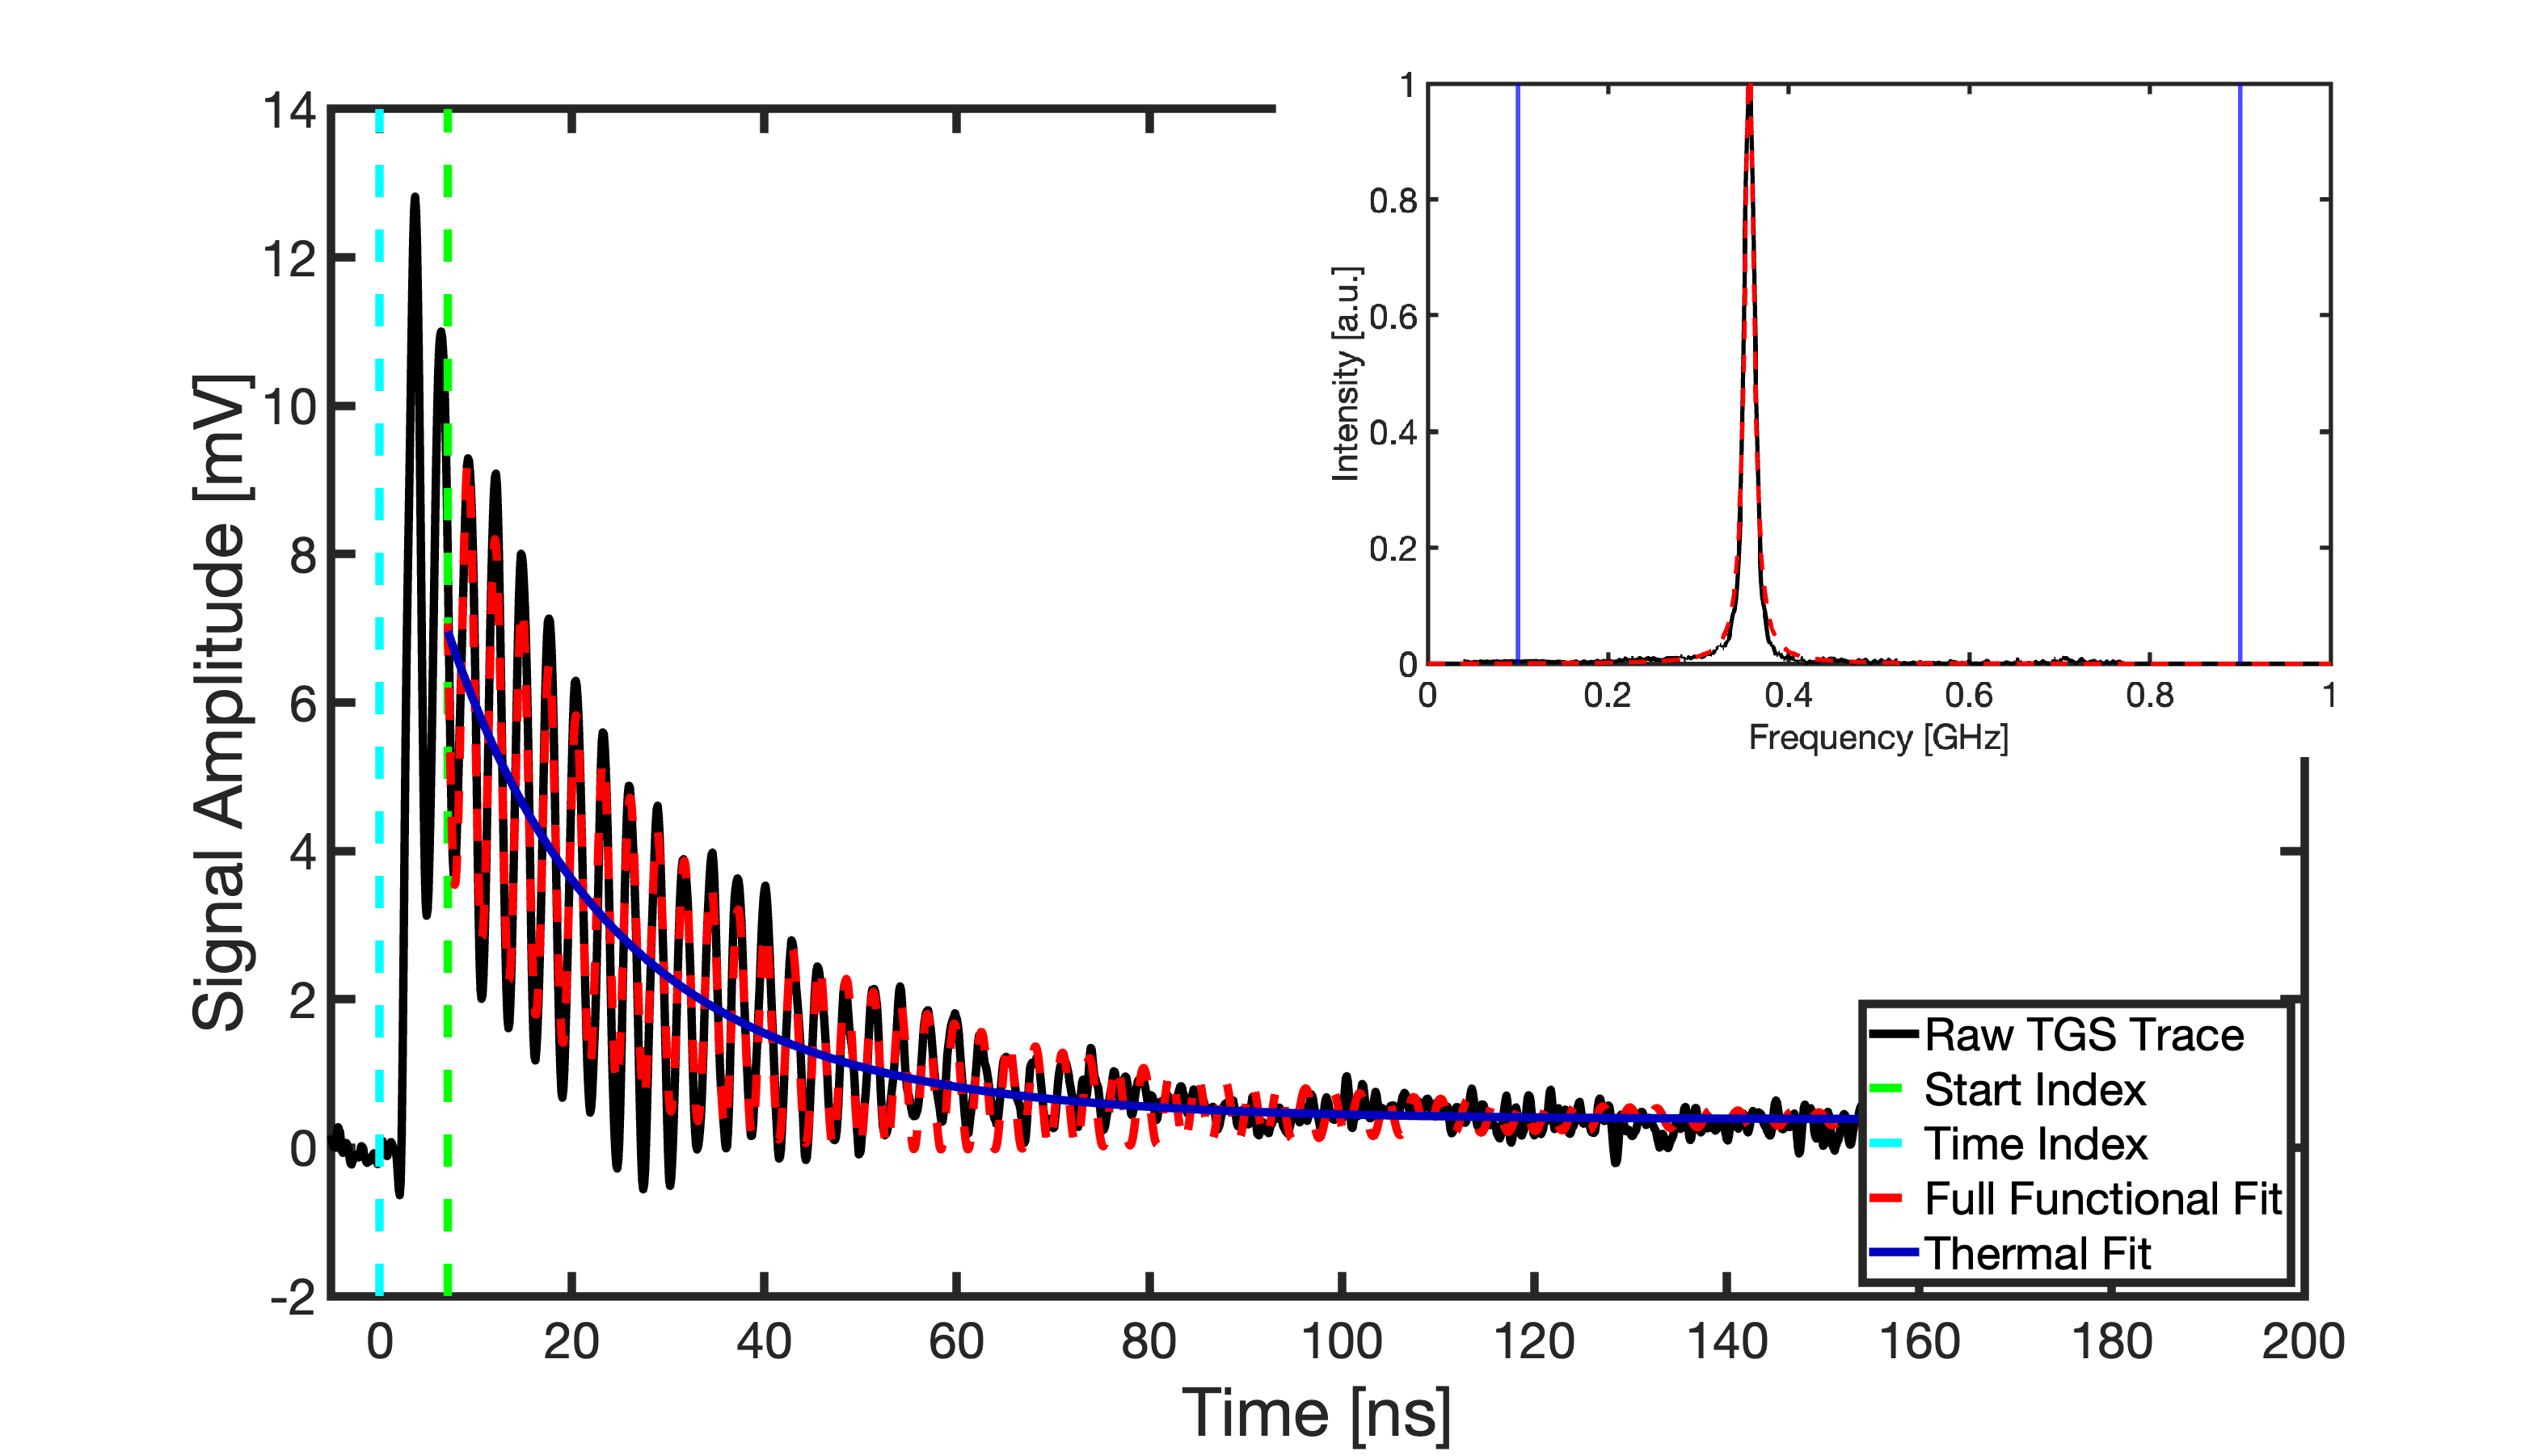 14
12
10
8
6
4
2
0
-2
Signal Amplitude [mV]
0 20 40 60 80 100 120 140 160 180 200
Time [ns]
1
0.8
0.6
0.4
0.2
0
Intensity [a.u.]
0 0.2 0.4 0.6 0.8 1
Frequency [GHz]
Raw TGS Trace
Start Index
Time Index
Full Functional Fit
Thermal Fit